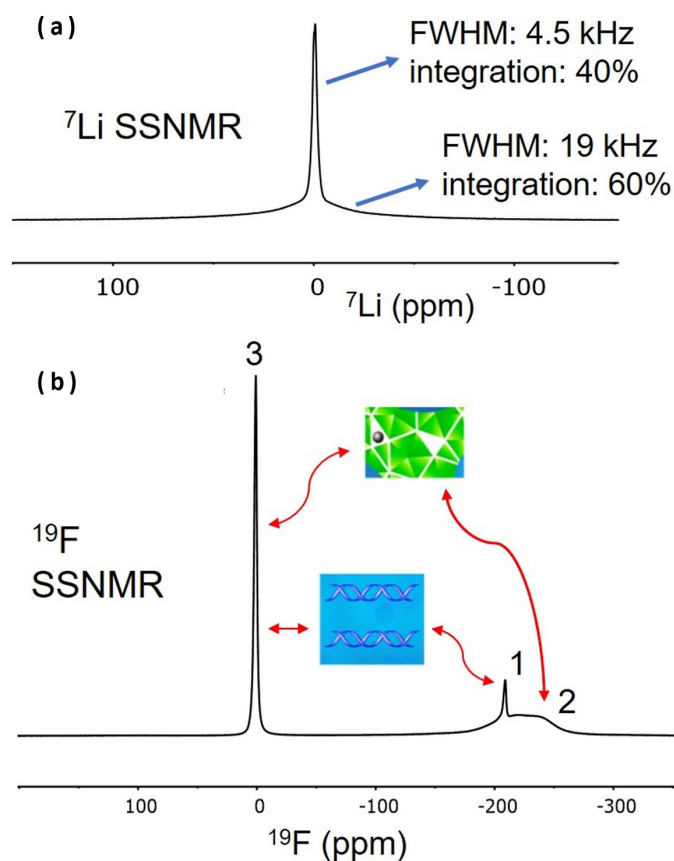 (a)
FWHM: 4.5 kHz
integration: 40%
⁷Li SSNMR
FWHM: 19 kHz
integration: 60%
100 0 -100
⁷Li (ppm)
(b)
3
¹⁹F
SSNMR
1
2
100 0 -100 -200 -300
¹⁹F (ppm)